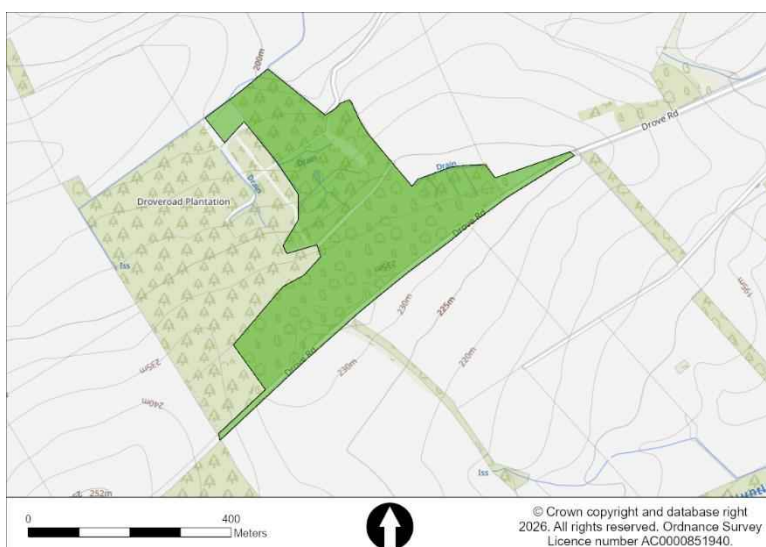 200m
Drove Rd
Drain
Drain
Drain
Droveroad Plantation
Drove Rd
Iss
230m
225m
195m
235m
Drove Rd
230m
220m
240m
Iss
252m
0
400
Meters
© Crown copyright and database right
2026. All rights reserved. Ordnance Survey
Licence number AC0000851940.